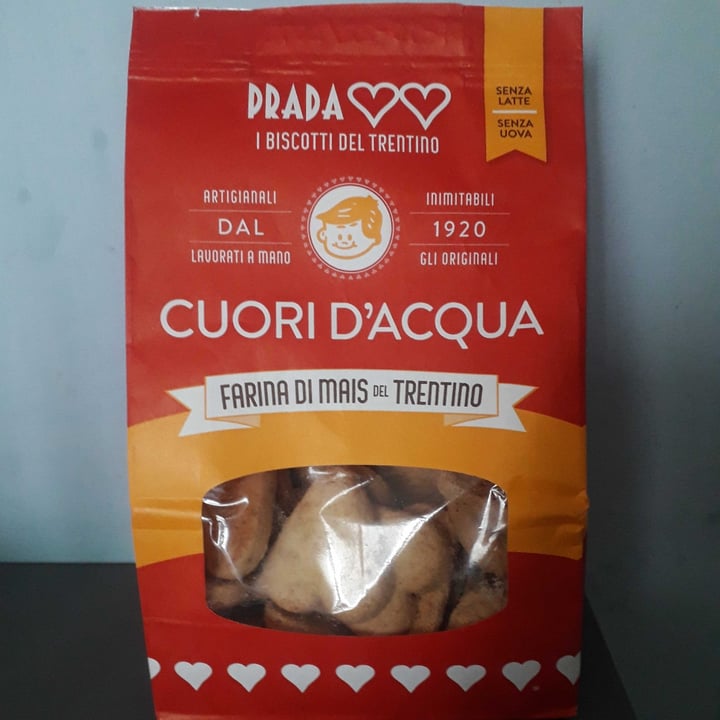 PRADA
I BISCOTTI DEL TRENTINO
SENZA
LATTE
SENZA
UOVA
ARTIGIANALI
DAL
LAVORATI A MANO
INIMITABILI
1920
GLI ORIGINALI
CUORI D'ACQUA
FARINA DI MAIS DEL TRENTINO